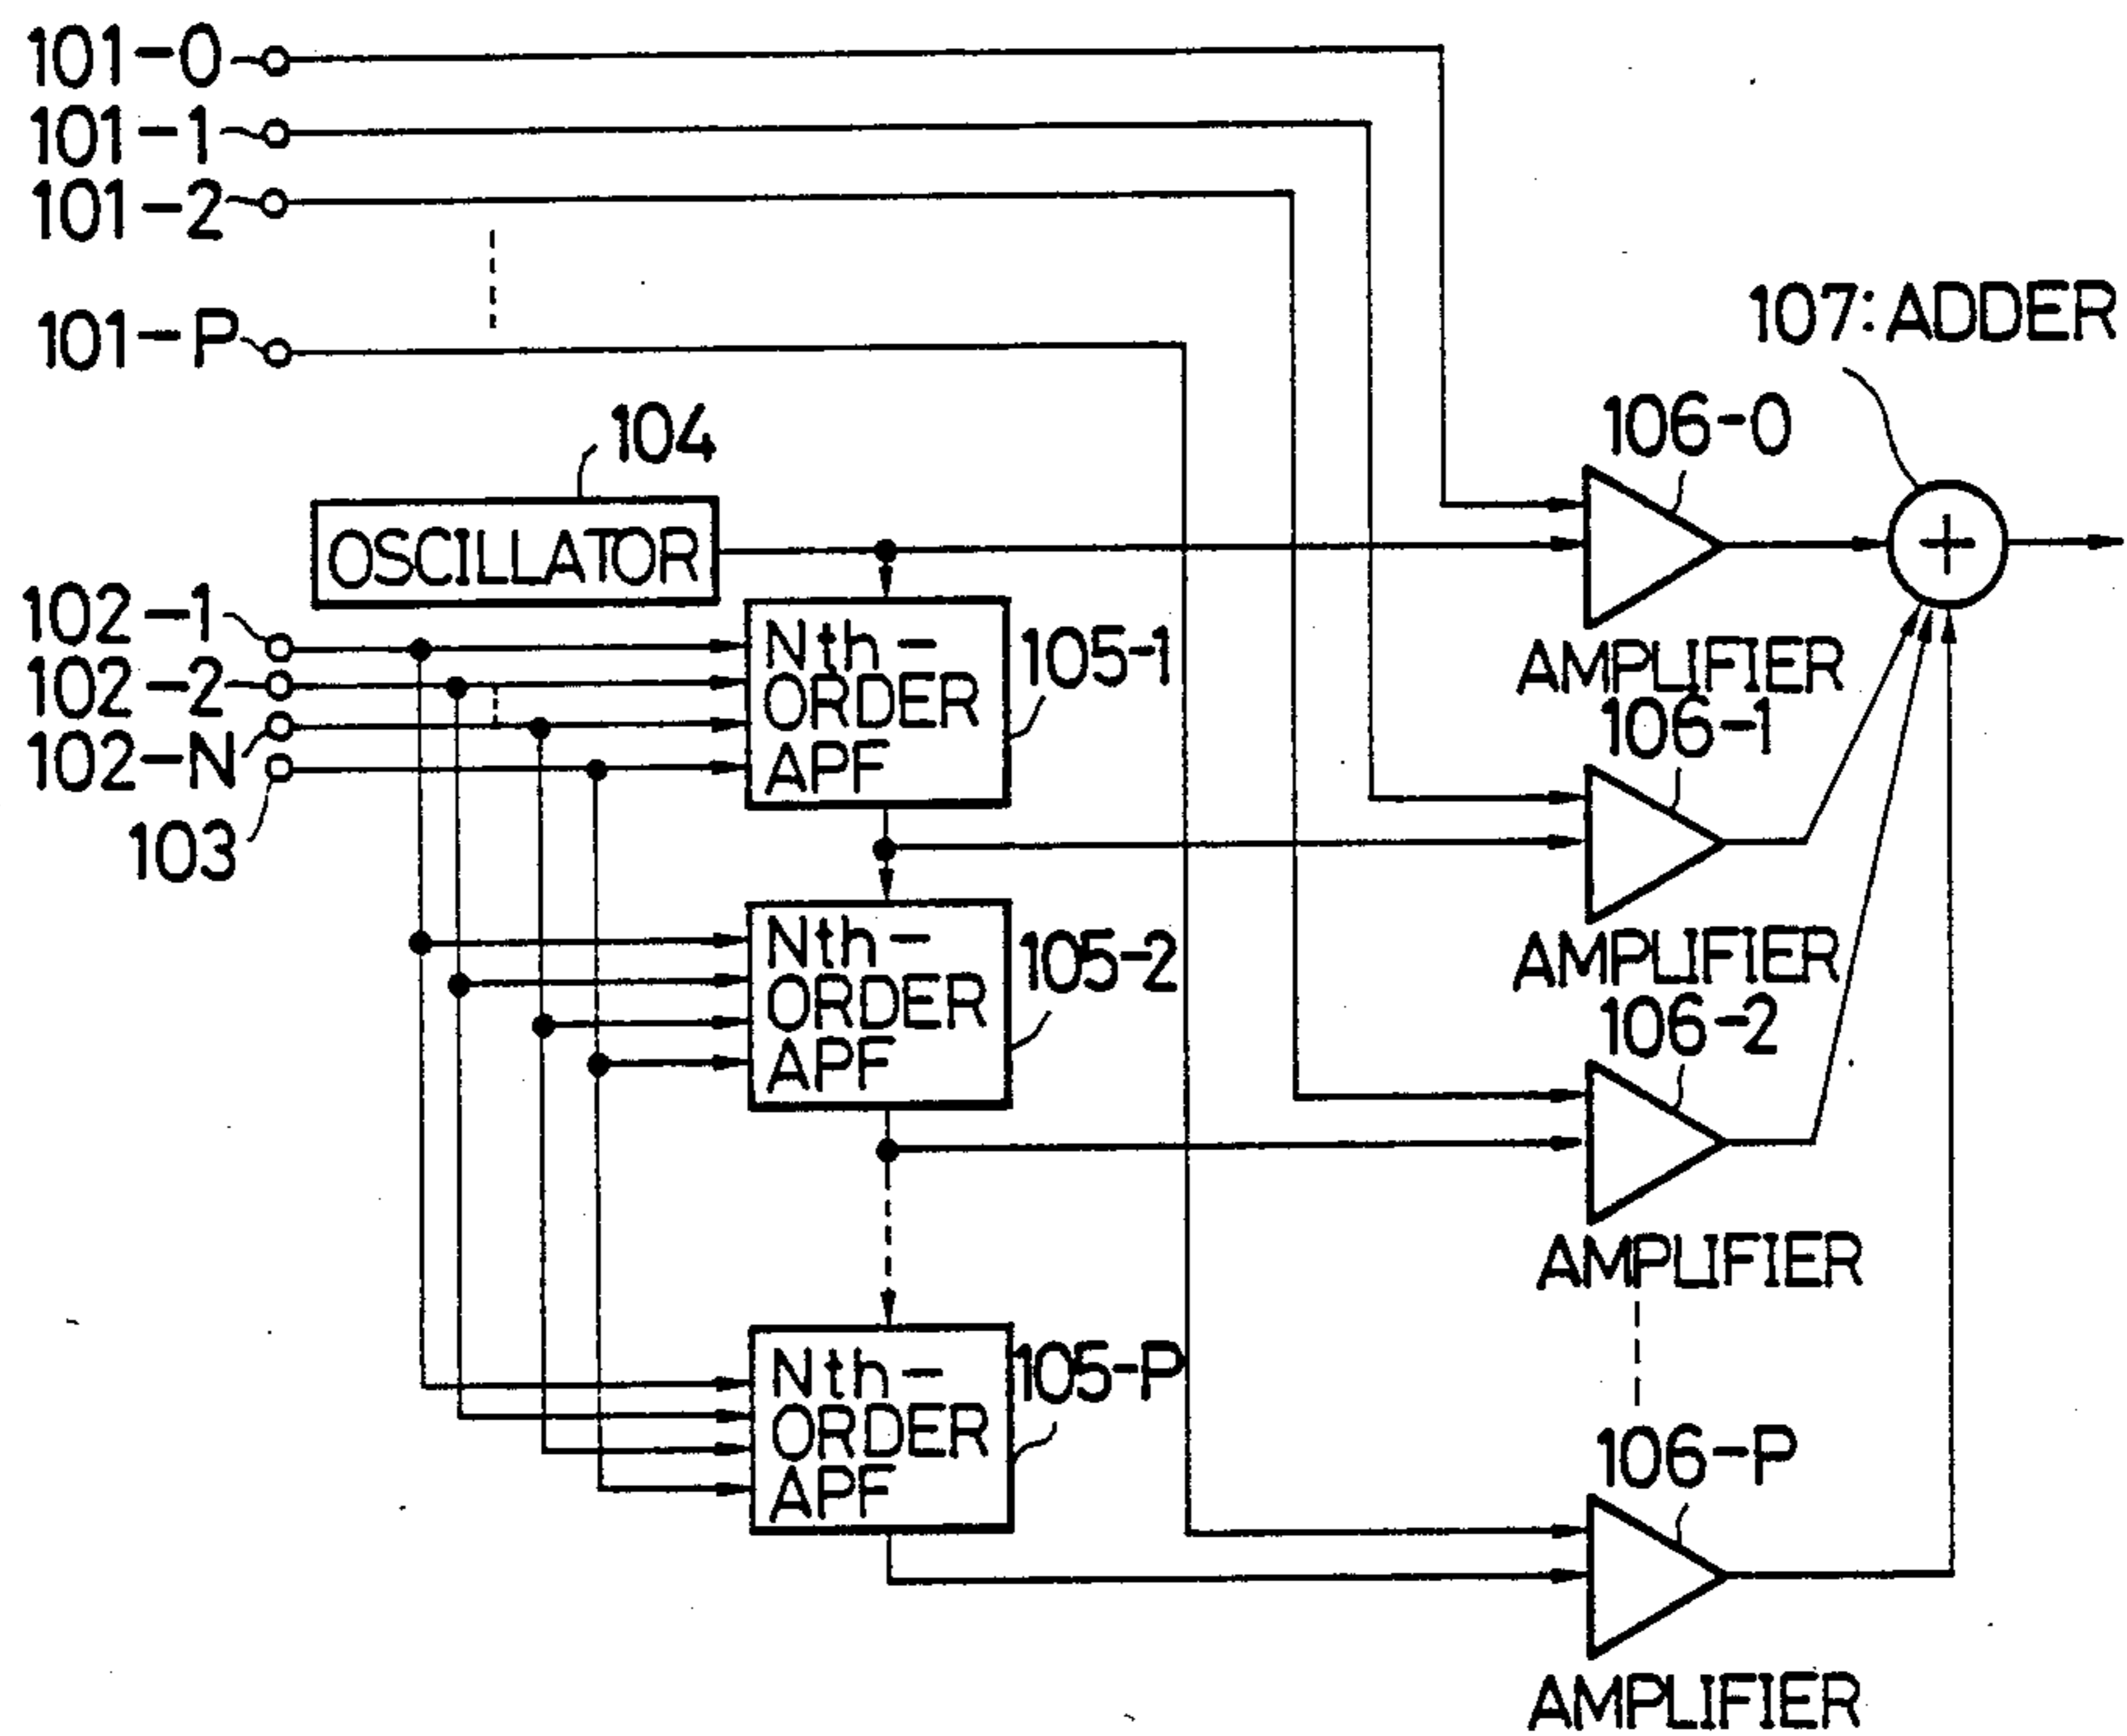 101-0
101-1
101-2
101-P
107: ADDER
104
OSCILLATOR
106-0
AMPLIFIER
102-1
102-2
102-N
103
Nth-
ORDER
APF
105-1
106-1
AMPLIFIER
Nth-
ORDER
APF
105-2
106-2
AMPLIFIER
Nth-
ORDER
APF
105-P
106-P
AMPLIFIER